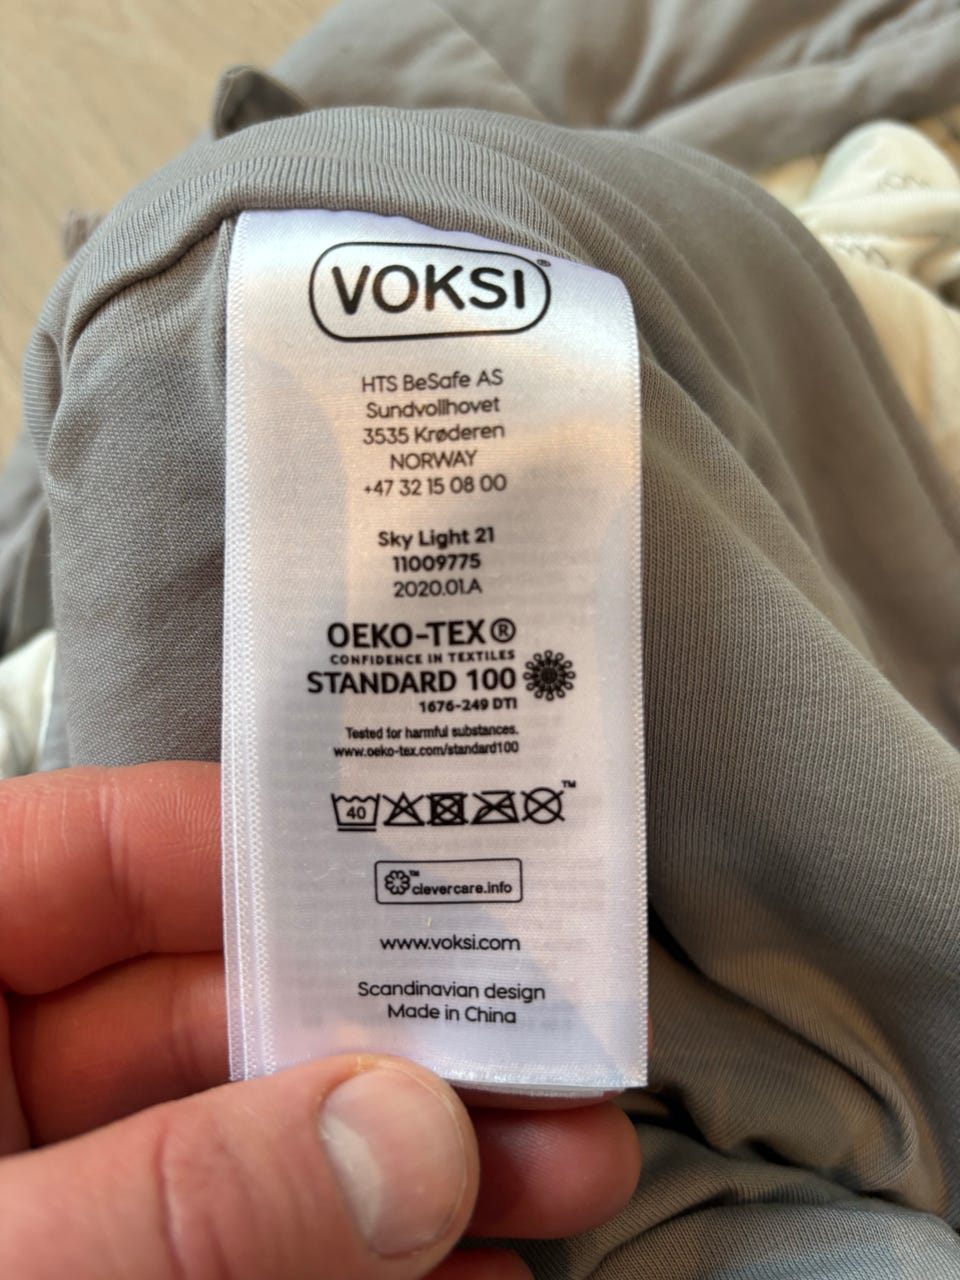 VOKSI®
HTS BeSafe AS
Sundvollhovet
3535 Krøderen
NORWAY
+47 32 15 08 00
Sky Light 21
11009775
2020.01.A
OEKO-TEX®
CONFIDENCE IN TEXTILES
STANDARD 100
1676-249 DTI
Tested for harmful substances.
www.oeko-tex.com/standard100
40 ™
™ clevercare.info
www.voksi.com
Scandinavian design
Made in China